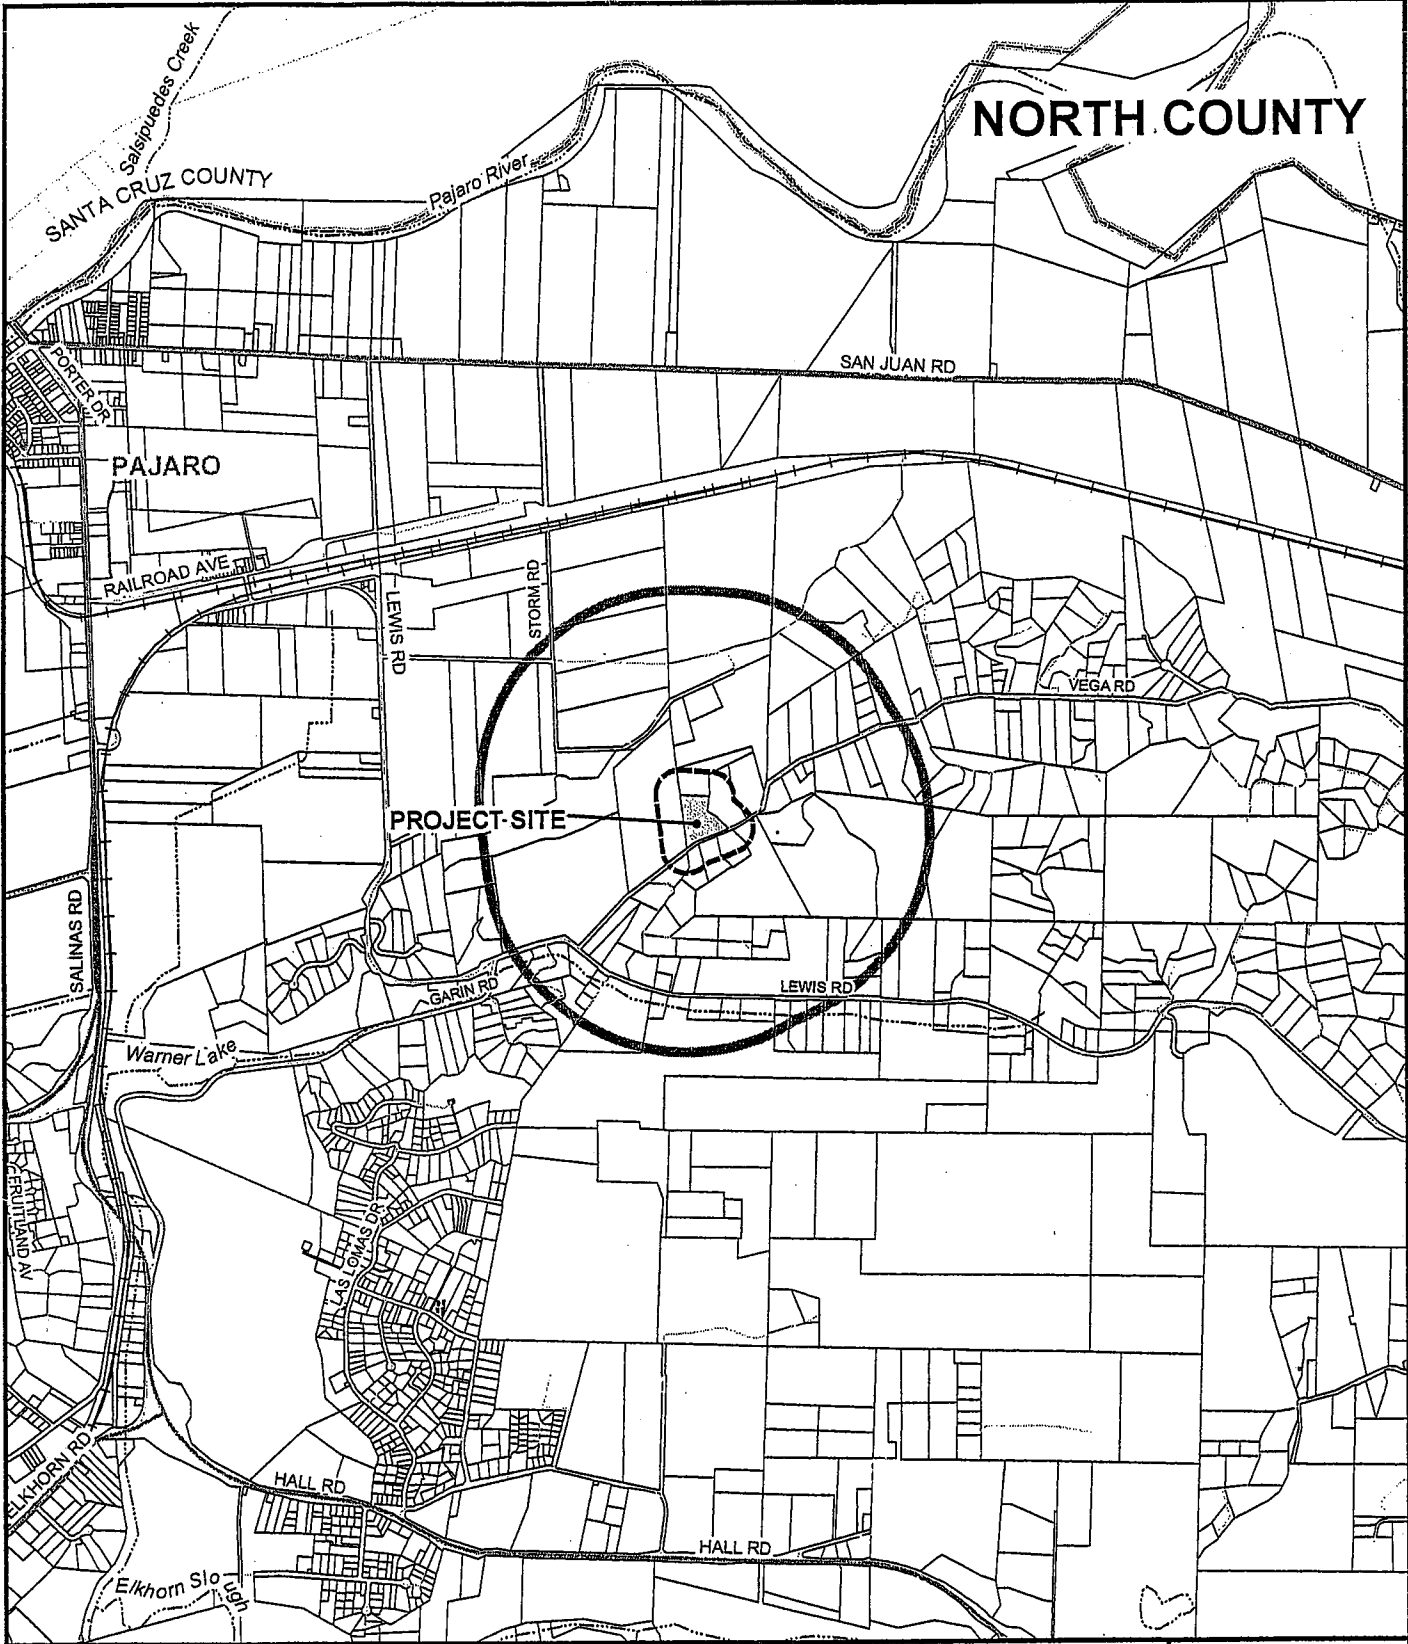 Salsipuedes Creek
NORTH COUNTY
SANTA CRUZ COUNTY
Pajaro River
SAN JUAN RD
PORTER DR
PAJARO
RAILROAD AVE
LEWIS RD
STORM RD
VEGA RD
PROJECT SITE
SALINAS RD
GARIN RD
LEWIS RD
Warner Lake
FRUITLAND AV
LAS LOMAS DR
ELKHORN RD
HALL RD
HALL RD
Elkhorn Slough